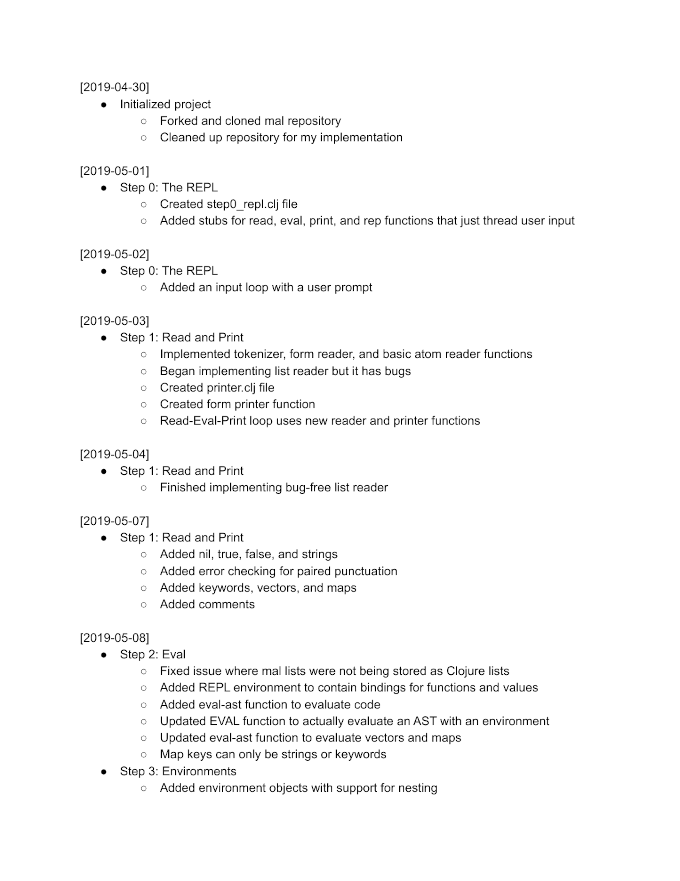 [2019-04-30]
● Initialized project
○ Forked and cloned mal repository
○ Cleaned up repository for my implementation
[2019-05-01]
● Step 0: The REPL
○ Created step0_repl.clj file
○ Added stubs for read, eval, print, and rep functions that just thread user input
[2019-05-02]
● Step 0: The REPL
○ Added an input loop with a user prompt
[2019-05-03]
● Step 1: Read and Print
○ Implemented tokenizer, form reader, and basic atom reader functions
○ Began implementing list reader but it has bugs
○ Created printer.clj file
○ Created form printer function
○ Read-Eval-Print loop uses new reader and printer functions
[2019-05-04]
● Step 1: Read and Print
○ Finished implementing bug-free list reader
[2019-05-07]
● Step 1: Read and Print
○ Added nil, true, false, and strings
○ Added error checking for paired punctuation
○ Added keywords, vectors, and maps
○ Added comments
[2019-05-08]
● Step 2: Eval
○ Fixed issue where mal lists were not being stored as Clojure lists
○ Added REPL environment to contain bindings for functions and values
○ Added eval-ast function to evaluate code
○ Updated EVAL function to actually evaluate an AST with an environment
○ Updated eval-ast function to evaluate vectors and maps
○ Map keys can only be strings or keywords
● Step 3: Environments
○ Added environment objects with support for nesting